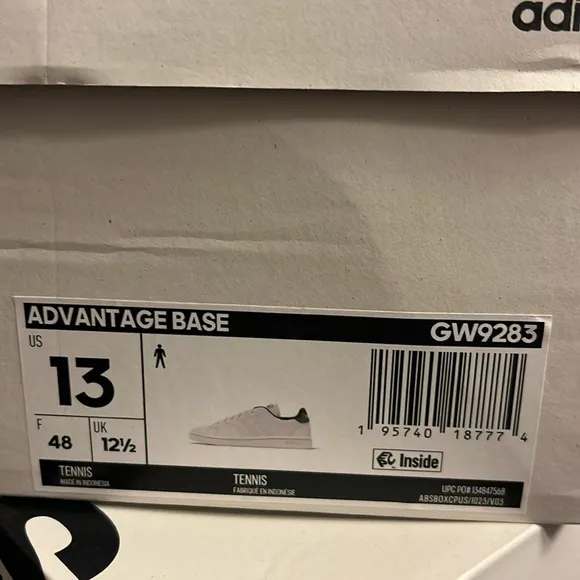 adi
ADVANTAGE BASE GW9283
US
13
F
48
UK
12½
1 95740 18777 4
Inside
TENNIS
MADE IN INDONESIA
TENNIS
FABRIQUÉ EN INDONÉSIE
UPC PO# 134847568
ABSBOXCPUS/1023/V03